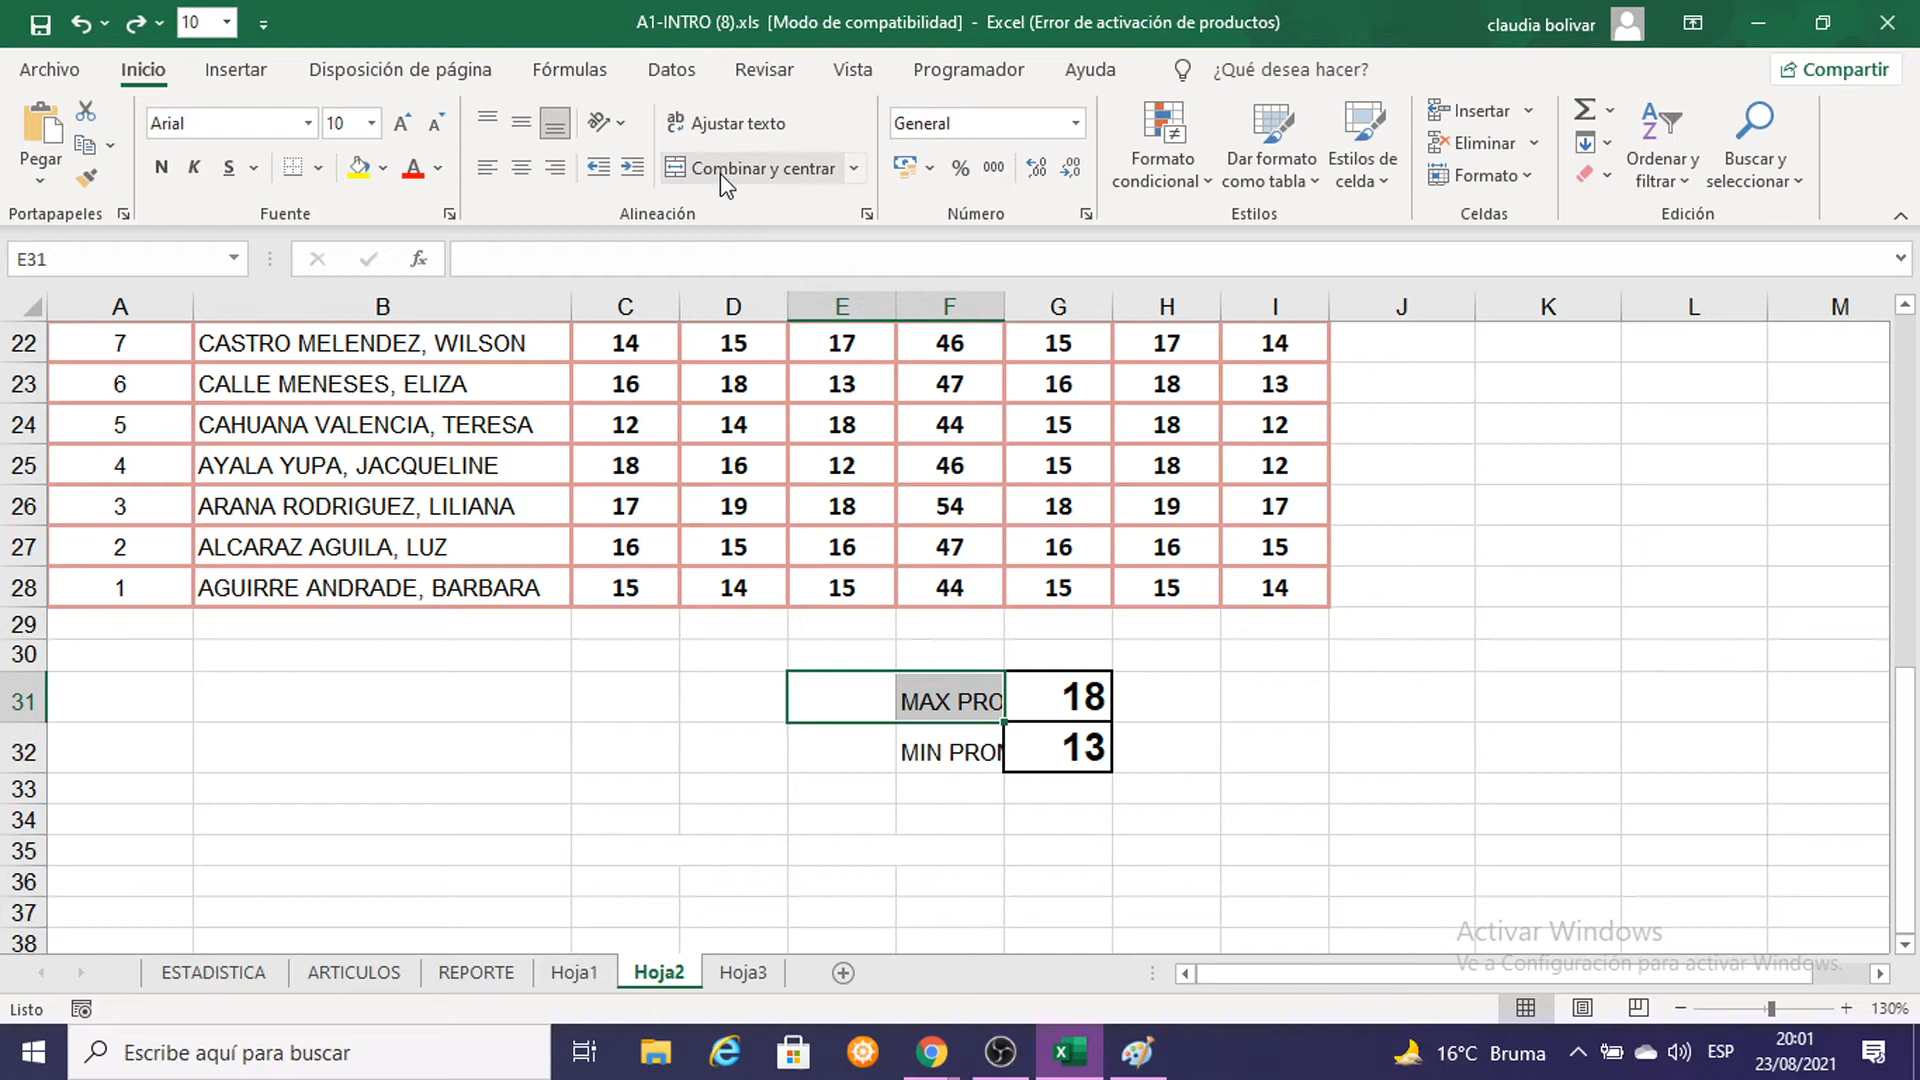 10
A1-INTRO (8).xls [Modo de compatibilidad] - Excel (Error de activación de productos)
claudia bolivar
Archivo Inicio Insertar Disposición de página Fórmulas Datos Revisar Vista Programador Ayuda ¿Qué desea hacer? Compartir
Pegar
Portapapeles
Arial 10
N K S
Fuente
Ajustar texto
Combinar y centrar
Alineación
General
% 000
Número
Formato condicional
Dar formato como tabla
Estilos de celda
Estilos
Insertar
Eliminar
Formato
Celdas
Ordenar y filtrar
Buscar y seleccionar
Edición
E31 fx
A B C D E F G H I J K L M
22 7 CASTRO MELENDEZ, WILSON 14 15 17 46 15 17 14
23 6 CALLE MENESES, ELIZA 16 18 13 47 16 18 13
24 5 CAHUANA VALENCIA, TERESA 12 14 18 44 15 18 12
25 4 AYALA YUPA, JACQUELINE 18 16 12 46 15 18 12
26 3 ARANA RODRIGUEZ, LILIANA 17 19 18 54 18 19 17
27 2 ALCARAZ AGUILA, LUZ 16 15 16 47 16 16 15
28 1 AGUIRRE ANDRADE, BARBARA 15 14 15 44 15 15 14
29
30
31 MAX PRO 18
32 MIN PROM 13
33
34
35
36
37
38
Activar Windows
Ve a Configuración para activar Windows.
ESTADISTICA ARTICULOS REPORTE Hoja1 Hoja2 Hoja3
Listo 130%
Escribe aquí para buscar
16°C Bruma ESP 20:01
23/08/2021